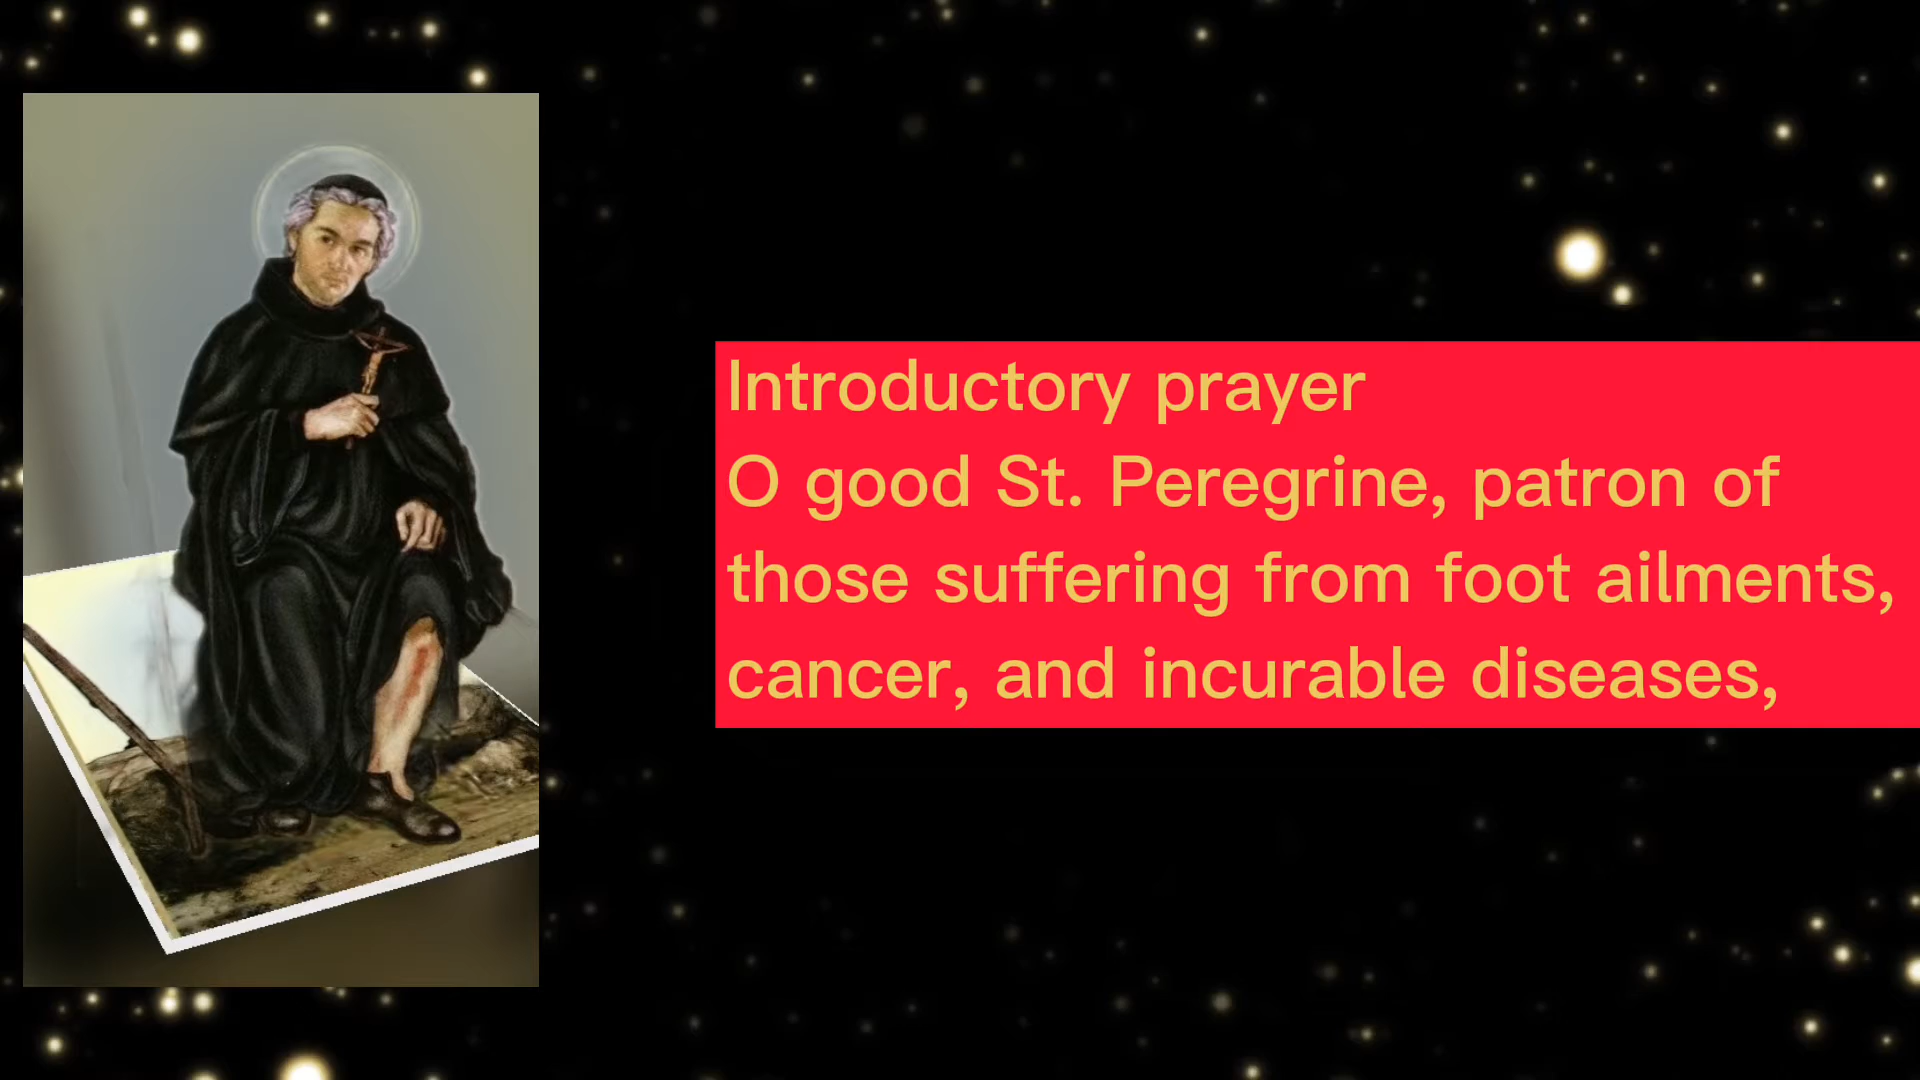 Introductory prayer
O good St. Peregrine, patron of
those suffering from foot ailments,
cancer, and incurable diseases,